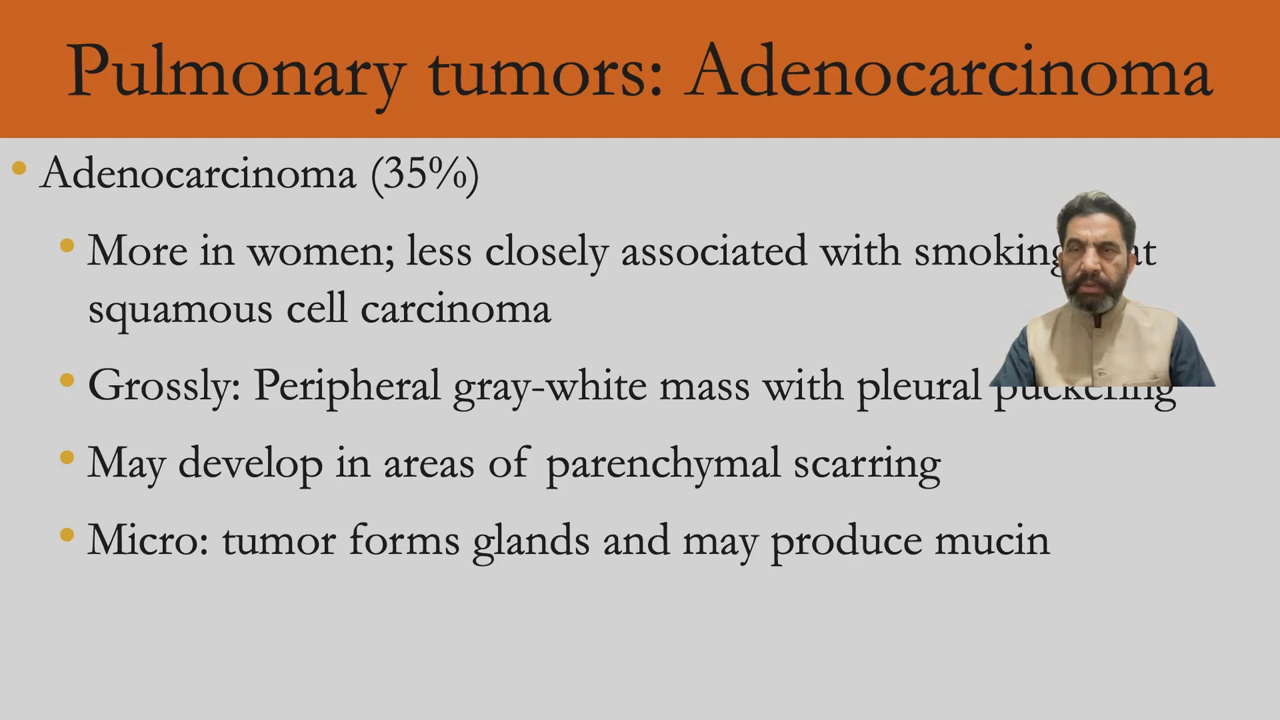 Pulmonary tumors: Adenocarcinoma
• Adenocarcinoma (35%)
• More in women; less closely associated with smoking
squamous cell carcinoma
• Grossly: Peripheral gray-white mass with pleural puckering
• May develop in areas of parenchymal scarring
• Micro: tumor forms glands and may produce mucin